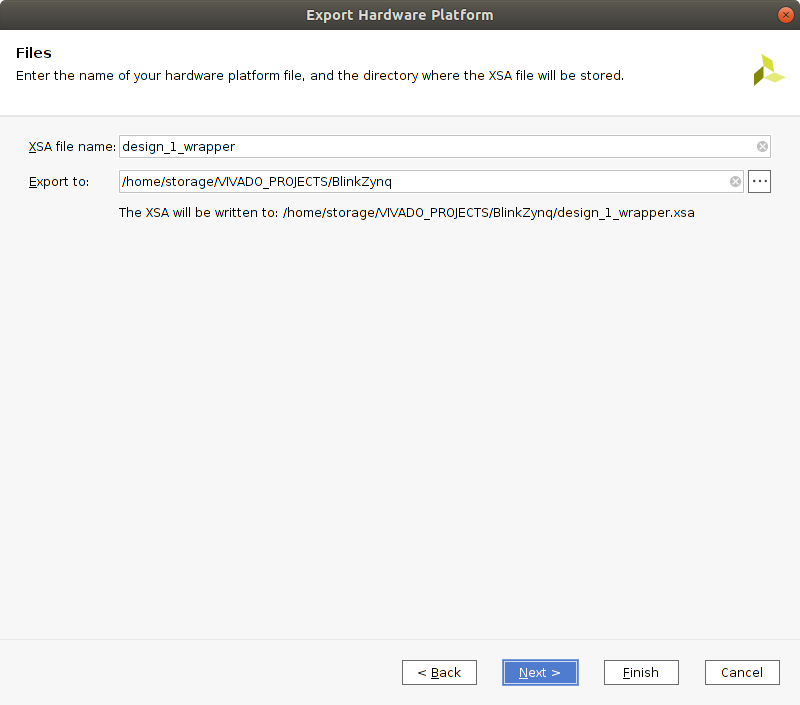 Export Hardware Platform
Files
Enter the name of your hardware platform file, and the directory where the XSA file will be stored.
XSA file name: design_1_wrapper
Export to: /home/storage/VIVADO_PROJECTS/BlinkZynq
The XSA will be written to: /home/storage/VIVADO_PROJECTS/BlinkZynq/design_1_wrapper.xsa
< Back Next > Finish Cancel